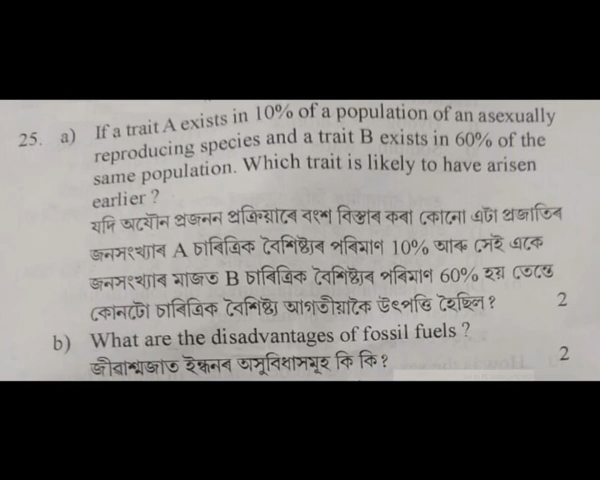 25. a) If a trait A exists in 10% of a population of an asexually
reproducing species and a trait B exists in 60% of the
same population. Which trait is likely to have arisen
earlier ?
যদি অযৌন প্ৰজনন প্ৰক্ৰিয়াৰে বংশ বিস্তাৰ কৰা কোনো এটা প্ৰজাতিৰ
জনসংখ্যাৰ A চাৰিত্ৰিক বৈশিষ্ট্যৰ পৰিমাণ 10% আৰু সেই একে
জনসংখ্যাৰ মাজত B চাৰিত্ৰিক বৈশিষ্ট্যৰ পৰিমাণ 60% হয় তেন্তে
কোনটো চাৰিত্ৰিক বৈশিষ্ট্য আগতীয়াকৈ উৎপত্তি হৈছিল ? 2
b) What are the disadvantages of fossil fuels ?
জীৱাশ্মজাত ইন্ধনৰ অসুবিধাসমূহ কি কি ? 2